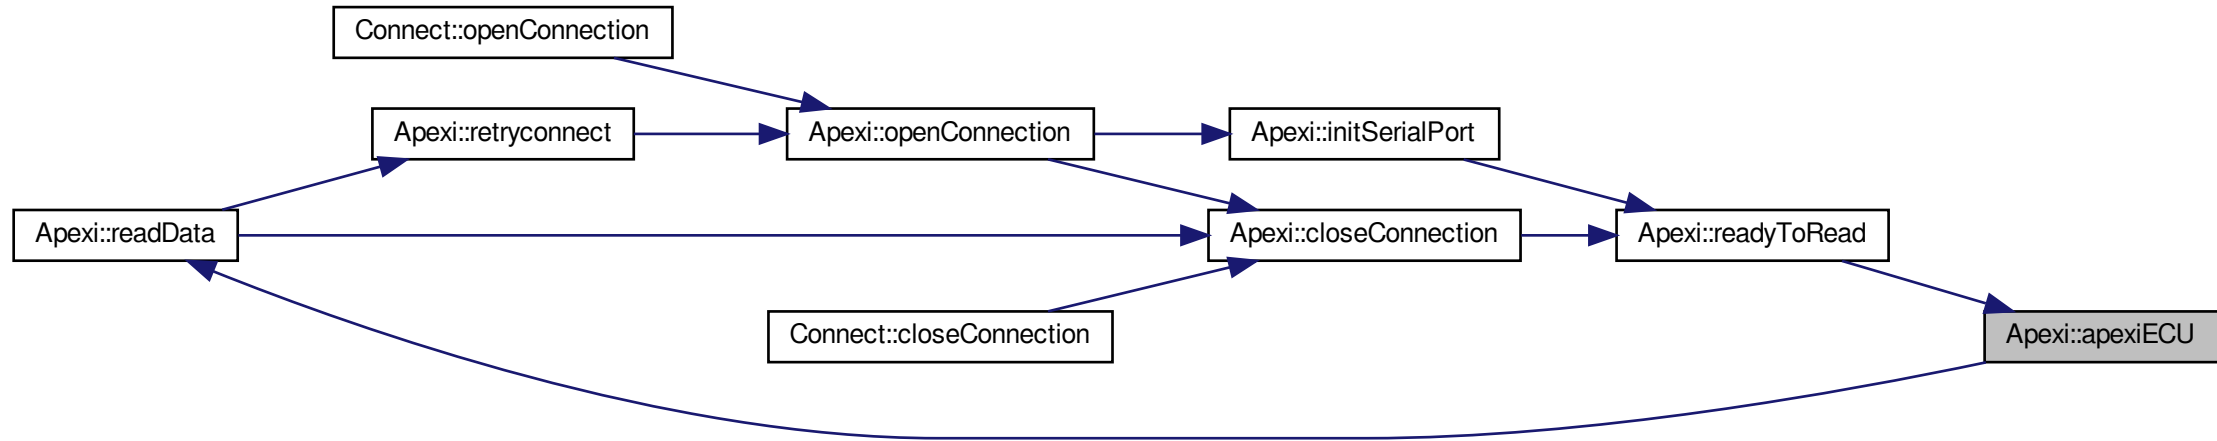 Connect::openConnection
Apexi::retryconnect
Apexi::openConnection
Apexi::initSerialPort
Apexi::readData
Apexi::closeConnection
Apexi::readyToRead
Connect::closeConnection
Apexi::apexiECU